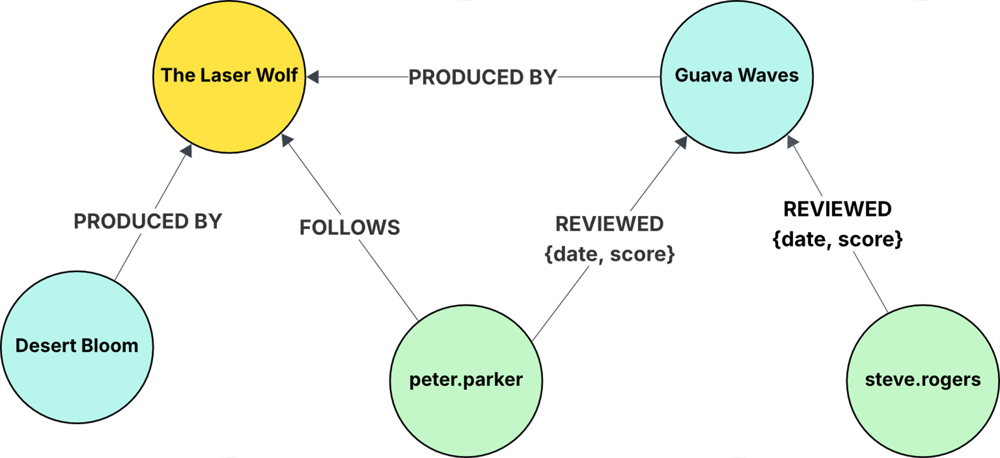 The Laser Wolf
PRODUCED BY
Guava Waves
PRODUCED BY
FOLLOWS
REVIEWED
{date, score}
REVIEWED
{date, score}
Desert Bloom
peter.parker
steve.rogers